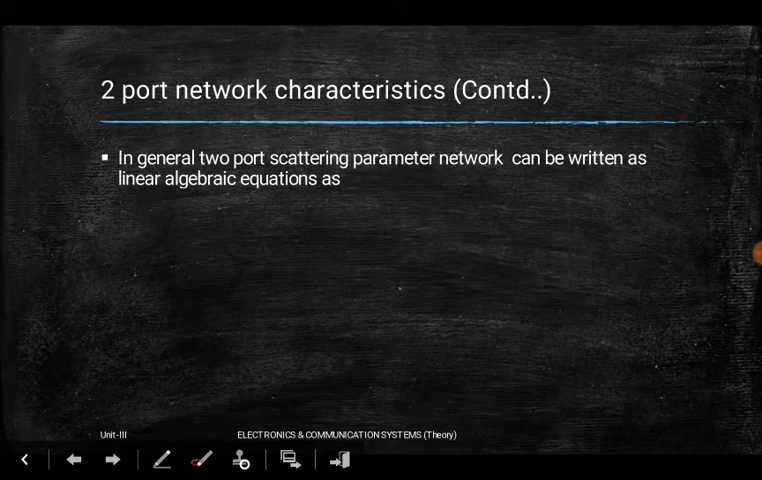 2 port network characteristics (Contd..)
▪ In general two port scattering parameter network can be written as
linear algebraic equations as
Unit-III
ELECTRONICS & COMMUNICATION SYSTEMS (Theory)